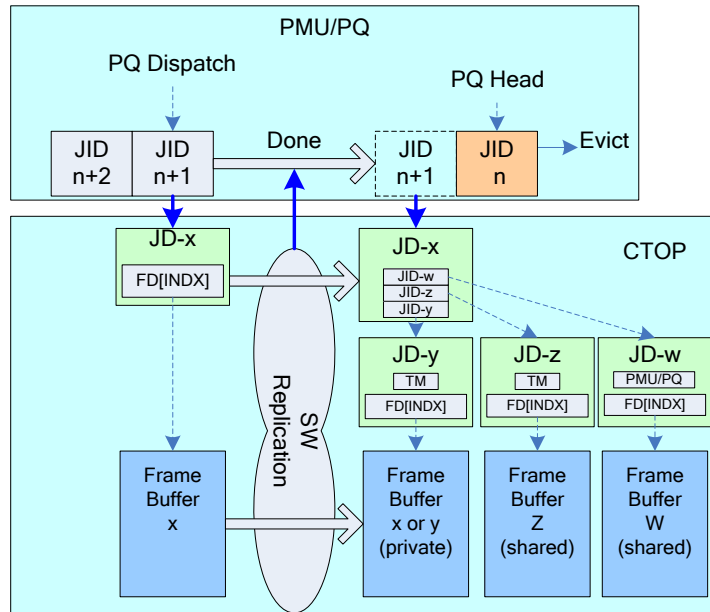 PMU/PQ
PQ Dispatch
PQ Head
JID
n+2
JID
n+1
Done
JID
n+1
JID
n
Evict
CTOP
JD-x
FD[INDX]
JD-x
JID-w
JID-z
JID-y
SW
Replication
JD-y
TM
FD[INDX]
JD-z
TM
FD[INDX]
JD-w
PMU/PQ
FD[INDX]
Frame
Buffer
x
Frame
Buffer
x or y
(private)
Frame
Buffer
Z
(shared)
Frame
Buffer
W
(shared)